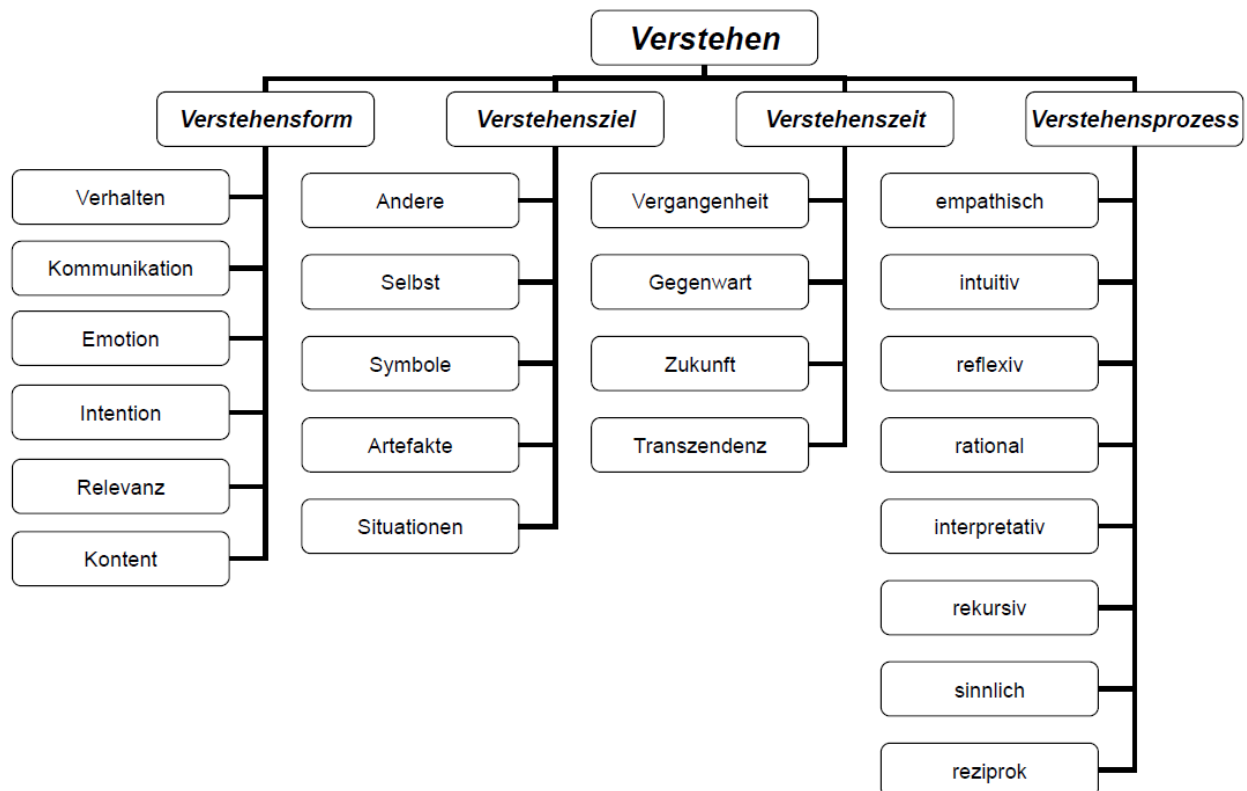 Verstehen
Verstehensform
Verstehensziel
Verstehenszeit
Verstehensprozess
Verhalten
Kommunikation
Emotion
Intention
Relevanz
Kontent
Andere
Selbst
Symbole
Artefakte
Situationen
Vergangenheit
Gegenwart
Zukunft
Transzendenz
empathisch
intuitiv
reflexiv
rational
interpretativ
rekursiv
sinnlich
reziprok